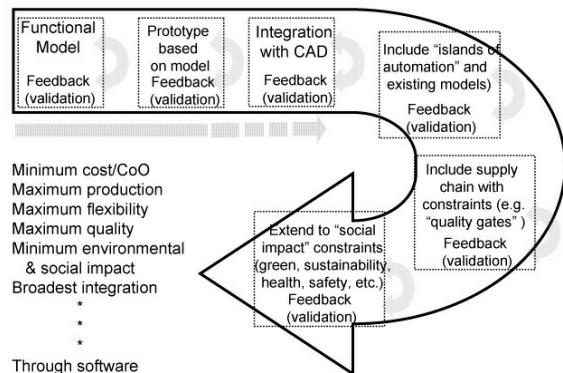 Functional
Model
Feedback
(validation)
Prototype
based
on model
Feedback
(validation)
Integration
with CAD
Feedback
(validation)
Include “islands of
automation” and
existing models)
Feedback
(validation)
Include supply
chain with
constraints (e.g.
“quality gates” )
Feedback
(validation)
Extend to “social
impact” constraints
(green, sustainability,
health, safety, etc.)
Feedback
(validation)
Minimum cost/CoO
Maximum production
Maximum flexibility
Maximum quality
Minimum environmental
& social impact
Broadest integration
*
*
*
Through software